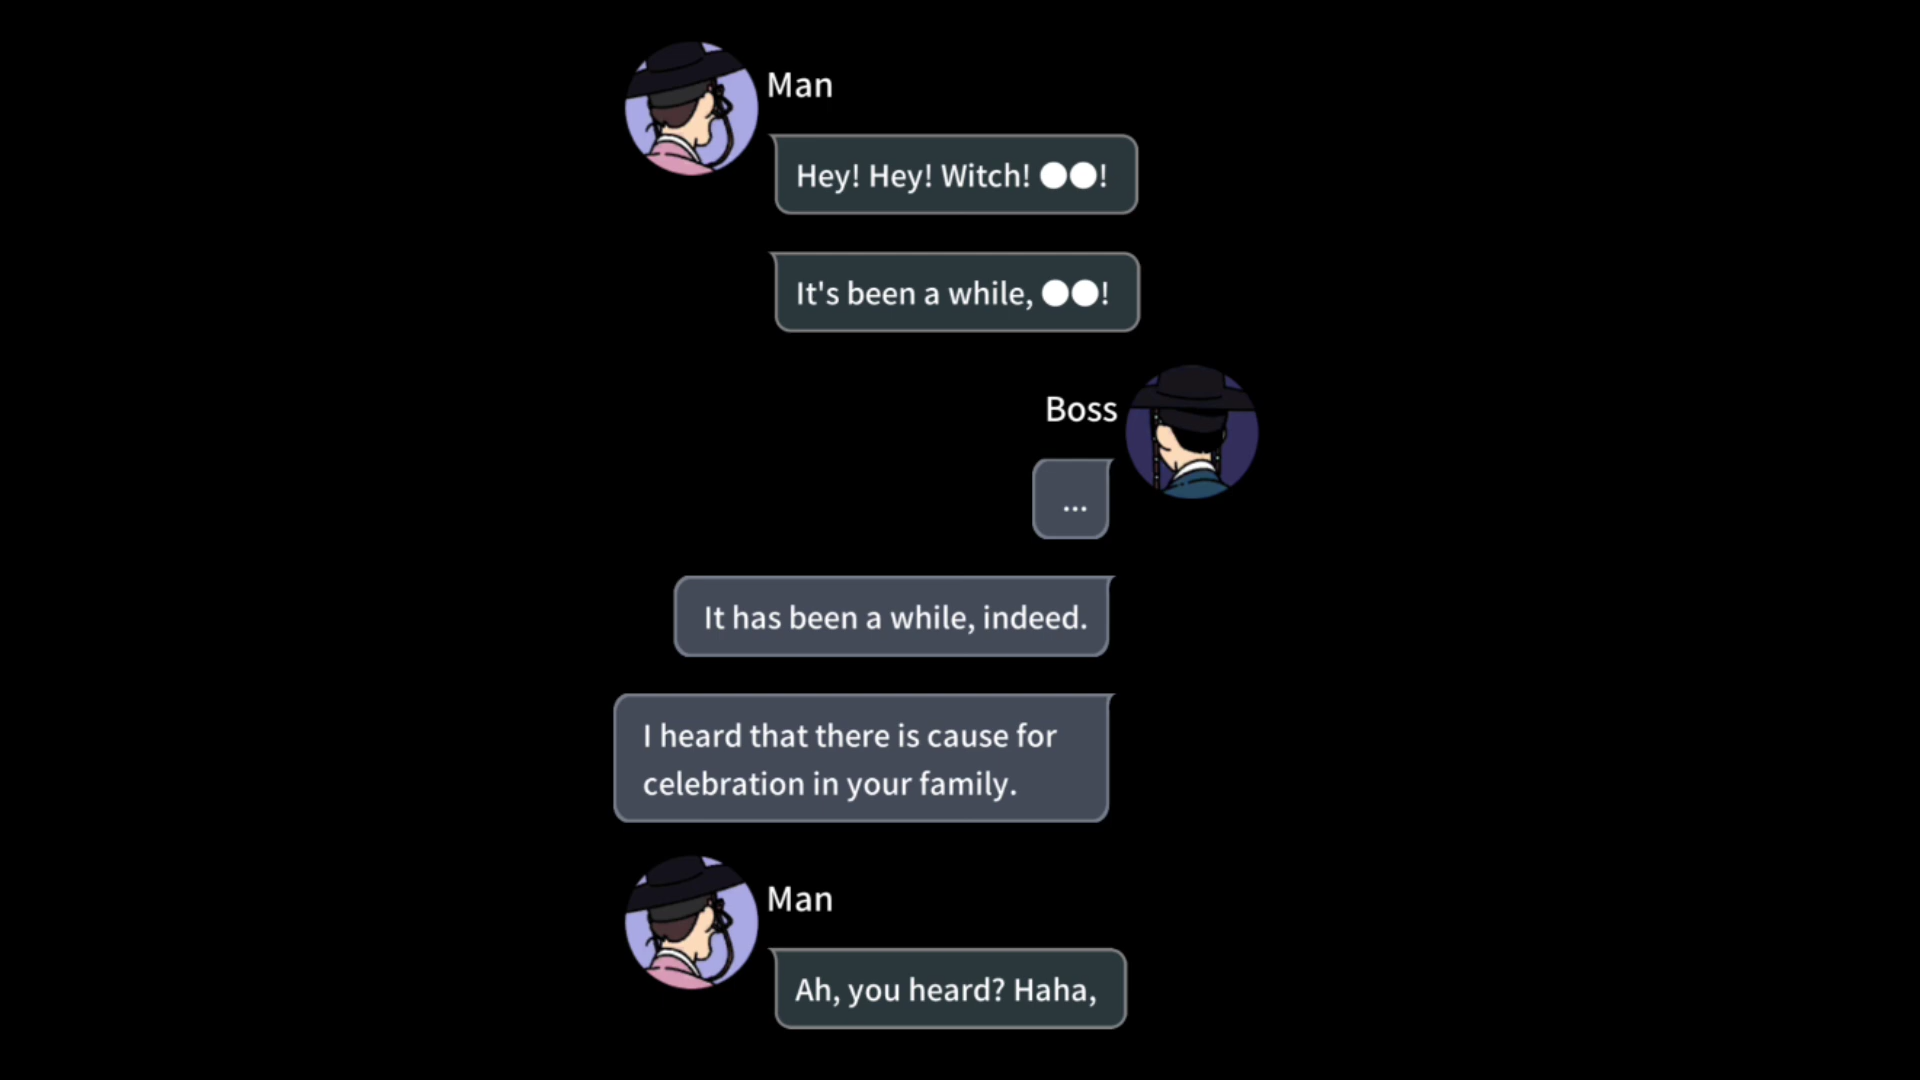 Man
Hey! Hey! Witch! ●●!
It's been a while, ●●!
Boss
...
It has been a while, indeed.
I heard that there is cause for
celebration in your family.
Man
Ah, you heard? Haha,